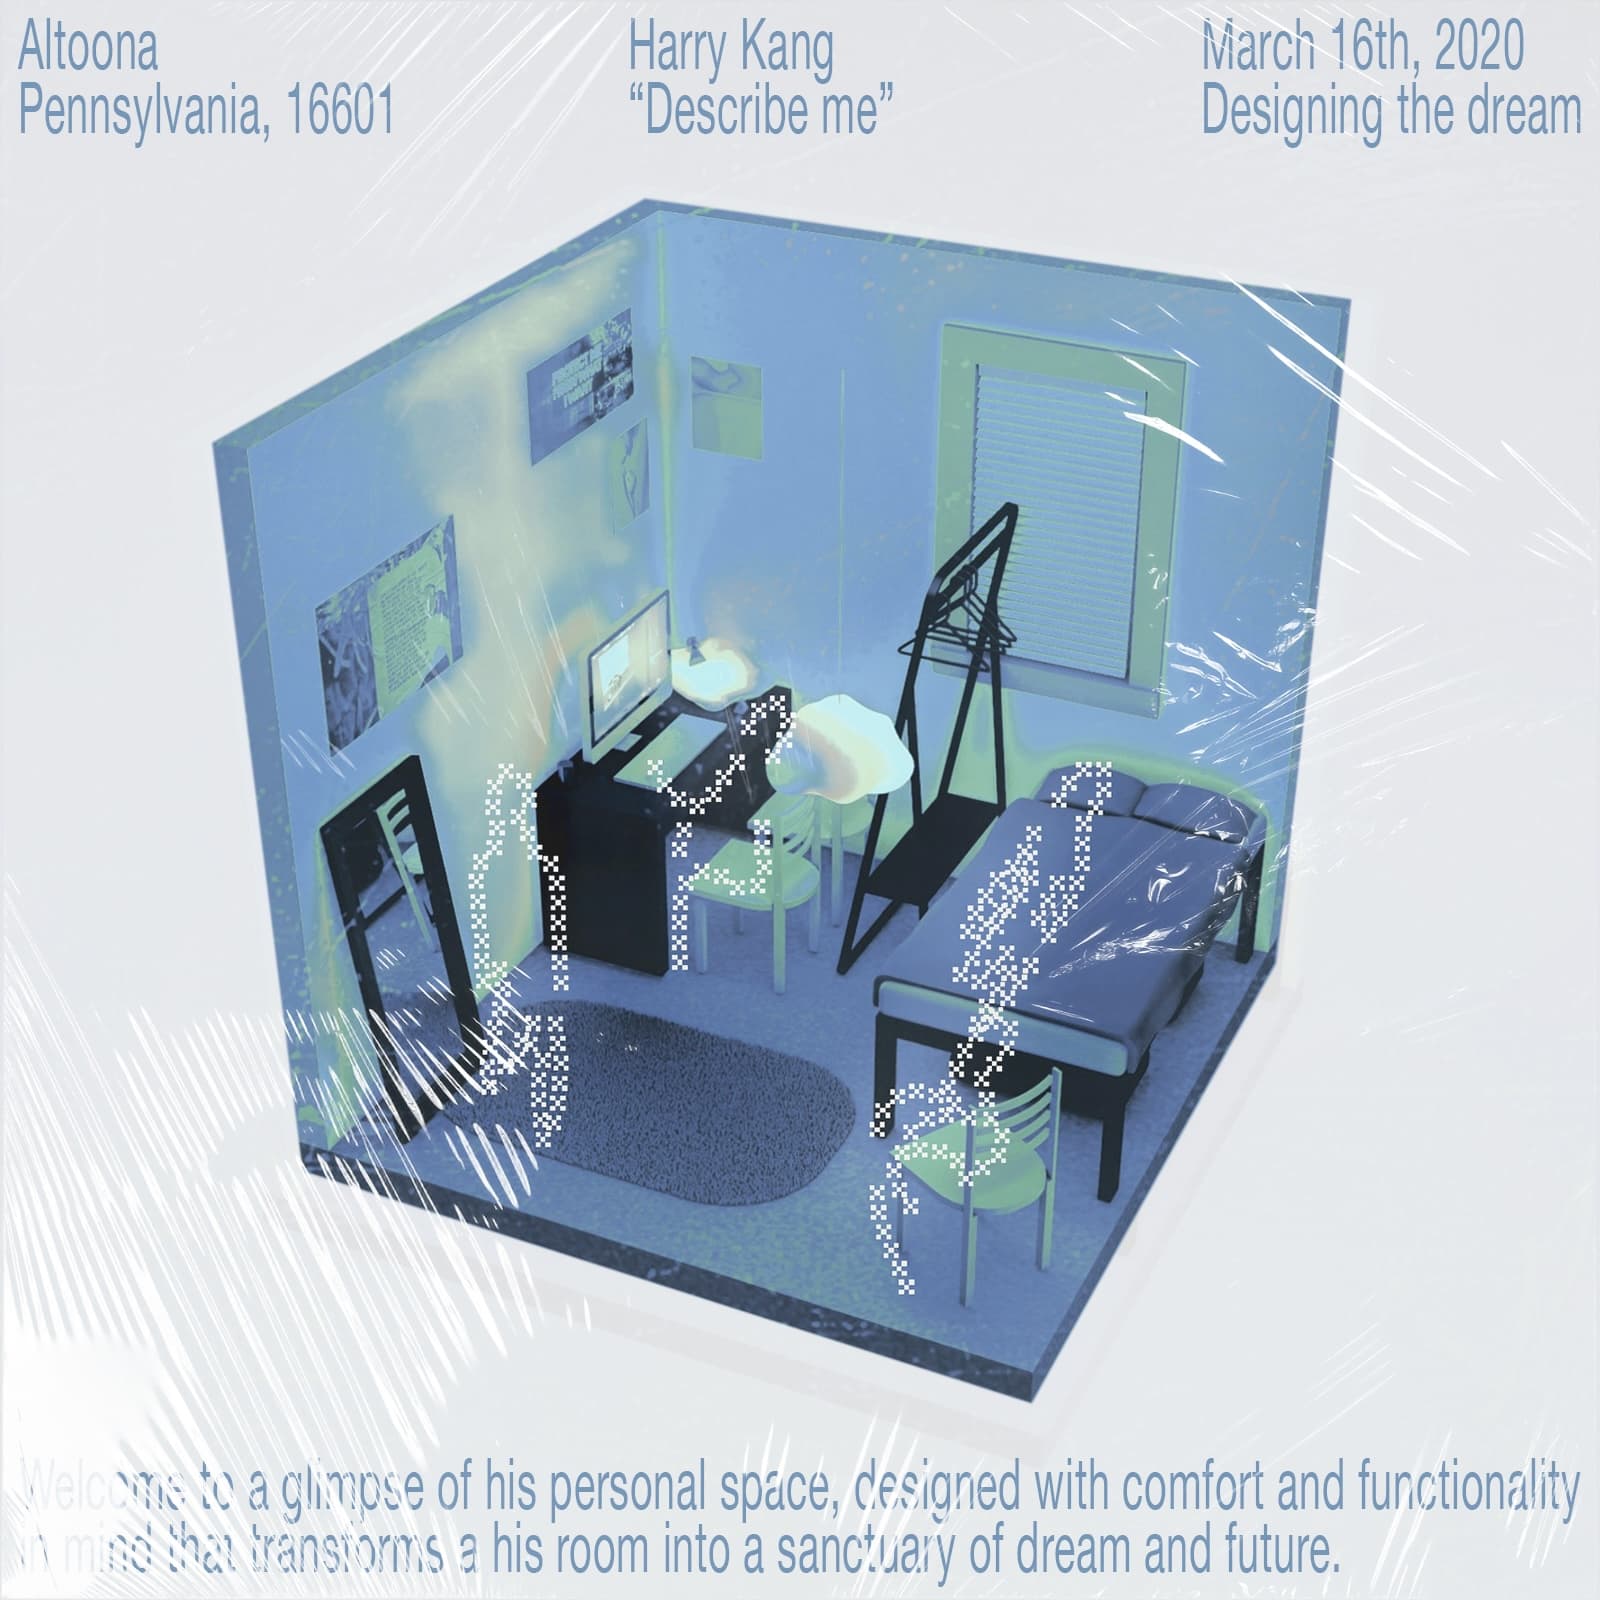 Altoona
Pennsylvania, 16601
Harry Kang
“Describe me”
March 16th, 2020
Designing the dream
Welcome to a glimpse of his personal space, designed with comfort and functionality
in mind that transforms a his room into a sanctuary of dream and future.